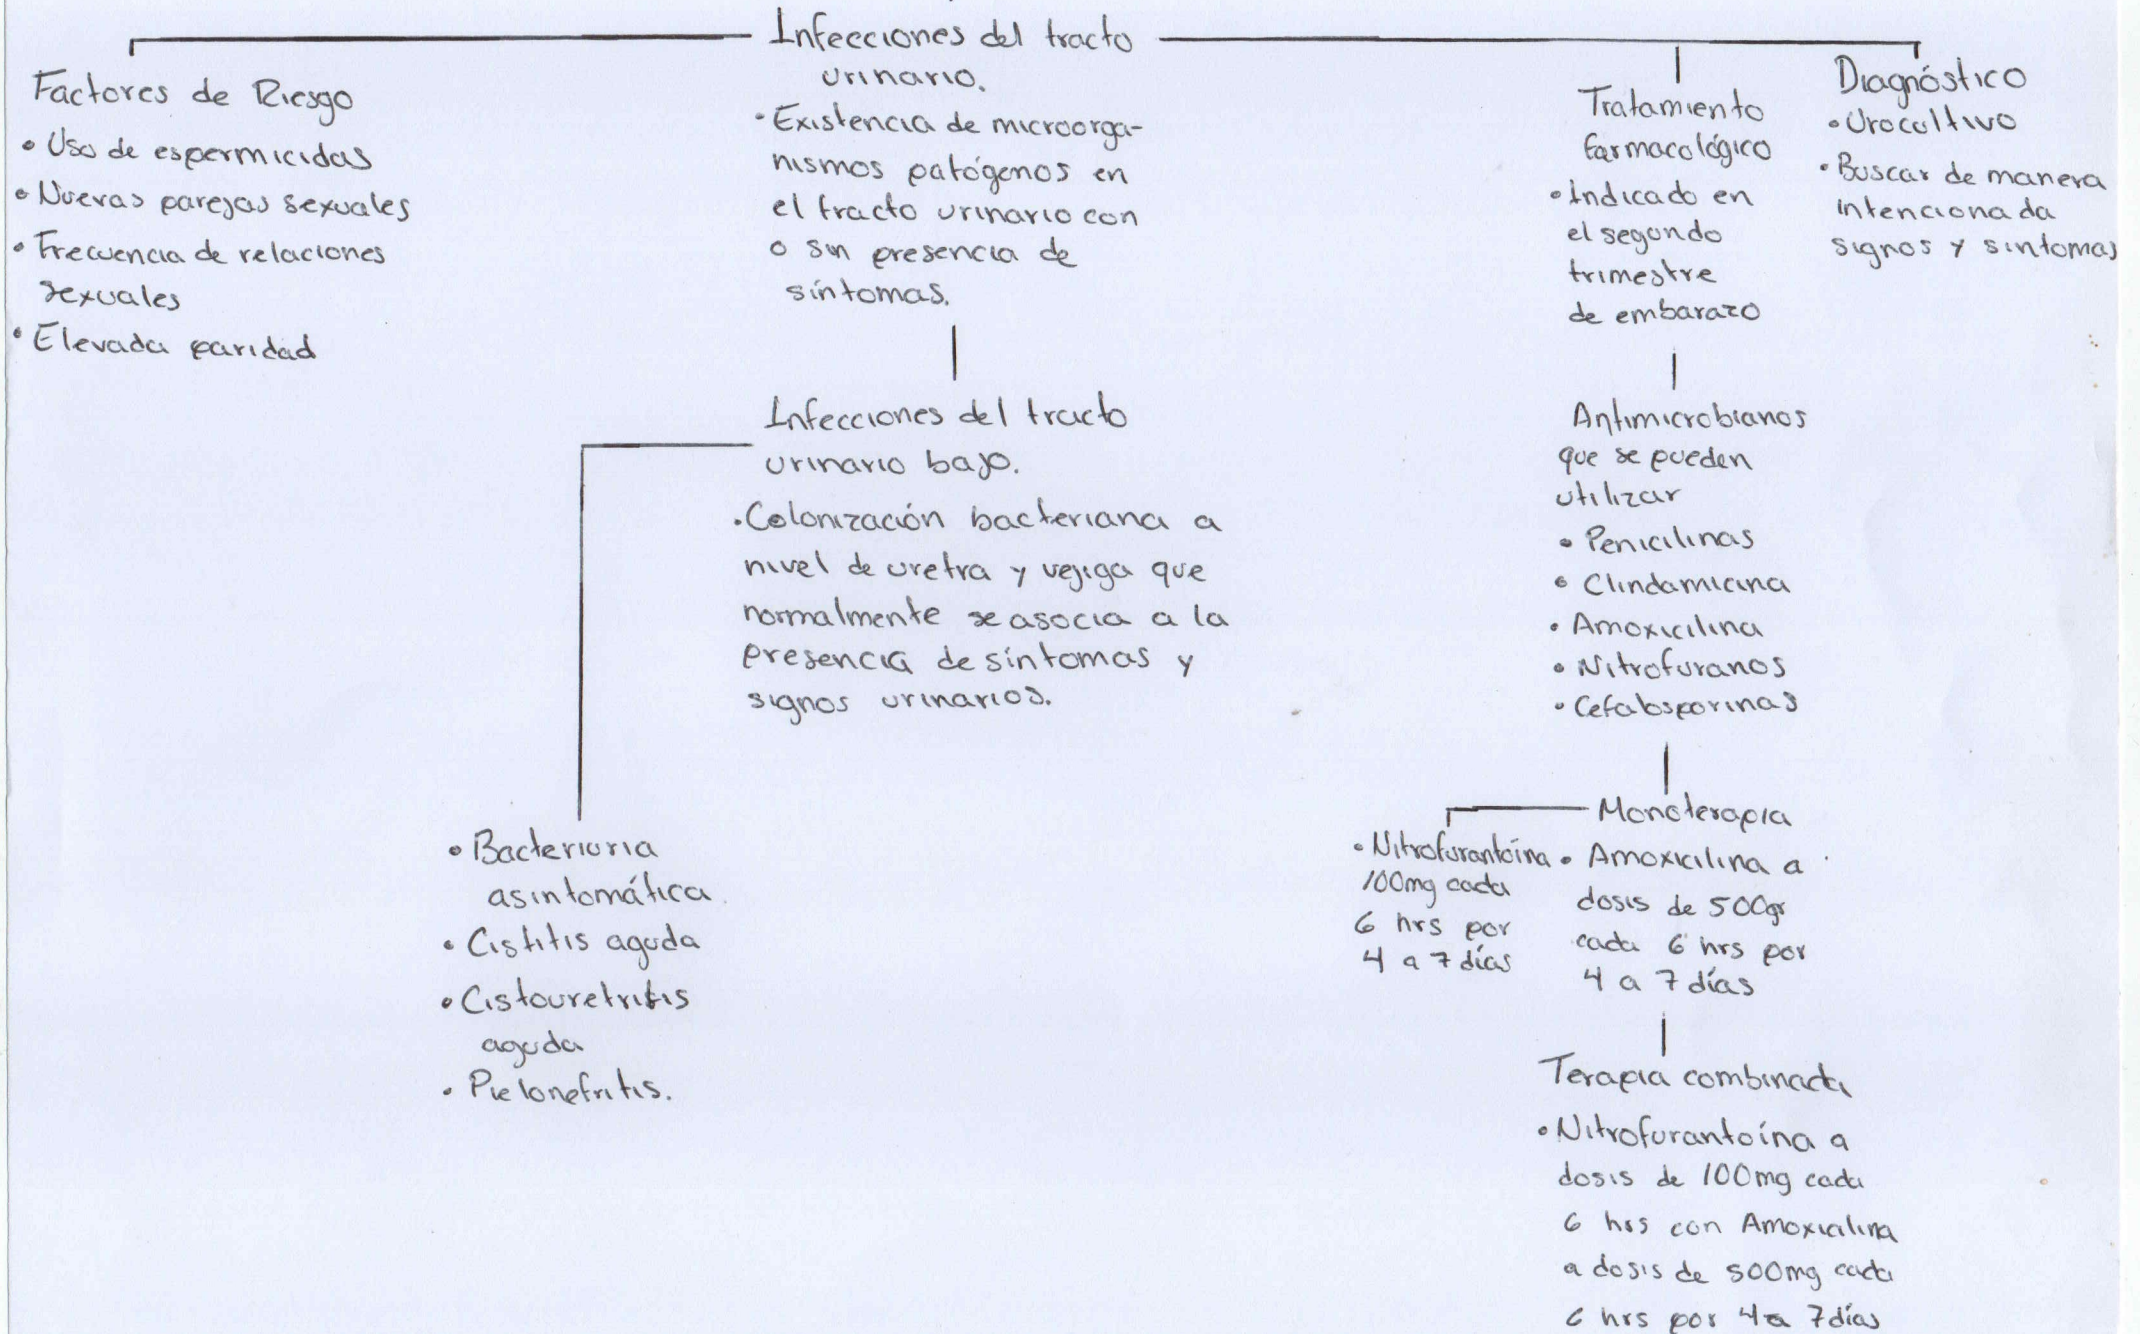 Infecciones del tracto
urinario.
• Existencia de microorga-
nismos patógenos en
el tracto urinario con
o sin presencia de
síntomas.
Factores de Riesgo
• Uso de espermicidas
• Nuevas parejas sexuales
• Frecuencia de relaciones
sexuales
• Elevada paridad
Infecciones del tracto
urinario bajo.
• Colonización bacteriana a
nivel de uretra y vejiga que
normalmente se asocia a la
presencia de síntomas y
signos urinarios.
• Bacteriuria
asintomática
• Cistitis aguda
• Cistouretritis
aguda
• Pielonefritis.
Tratamiento
farmacológico
• Indicado en
el segundo
trimestre
de embarazo
Antimicrobianos
que se pueden
utilizar
• Penicilinas
• Clindamicina
• Amoxicilina
• Nitrofuranos
• Cefalosporinas
Monoterapia
• Nitrofurantoína
100mg cada
6 hrs por
4 a 7 días
• Amoxicilina a
dosis de 500gr
cada 6 hrs por
4 a 7 días
Terapia combinada
• Nitrofurantoína a
dosis de 100mg cada
6 hrs con Amoxicilina
a dosis de 500mg cada
6 hrs por 4 a 7 días
Diagnóstico
• Urocultivo
• Buscar de manera
intencionada
signos y síntomas